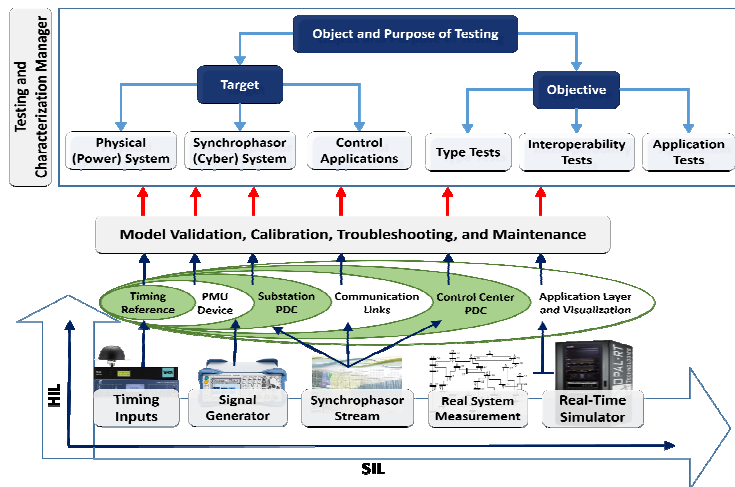 Testing and
Characterization Manager
Object and Purpose of Testing
Target
Objective
Physical
(Power) System
Synchrophasor
(Cyber) System
Control
Applications
Type Tests
Interoperability
Tests
Application
Tests
Model Validation, Calibration, Troubleshooting, and Maintenance
Timing
Reference
PMU
Device
Substation
PDC
Communication
Links
Control Center
PDC
Application Layer
and Visualization
OPAL-RT
Timing
Inputs
Signal
Generator
Synchrophasor
Stream
Real System
Measurement
Real-Time
Simulator
HIL
SIL